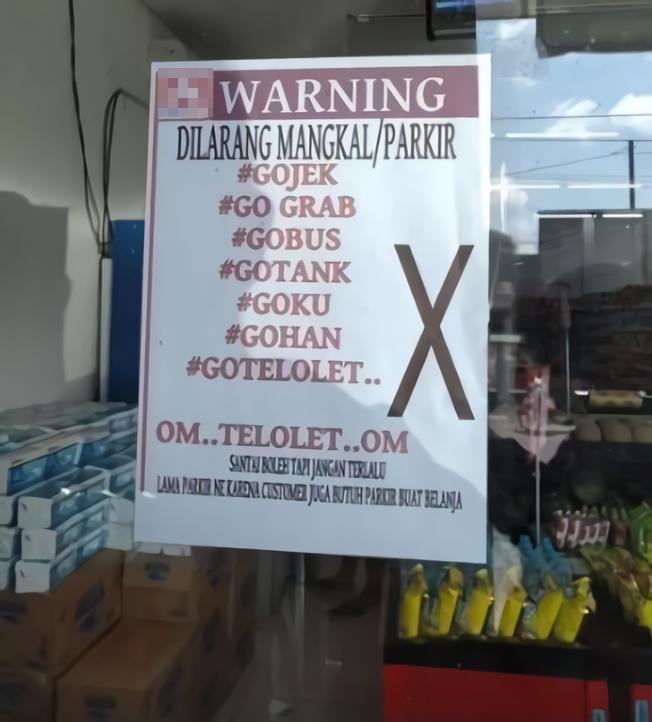 WARNING
DILARANG MANGKAL/PARKIR
#GOJEK
#GO GRAB
#GOBUS
#GOTANK
#GOKU
#GOHAN
#GOTELOLET..
X
OM..TELOLET..OM
SANTAI BOLEH TAPI JANGAN TERLALU
LAMA PARKIR NE KARENA CUSTOMER JUGA BUTUH PARKIR BUAT BELANJA